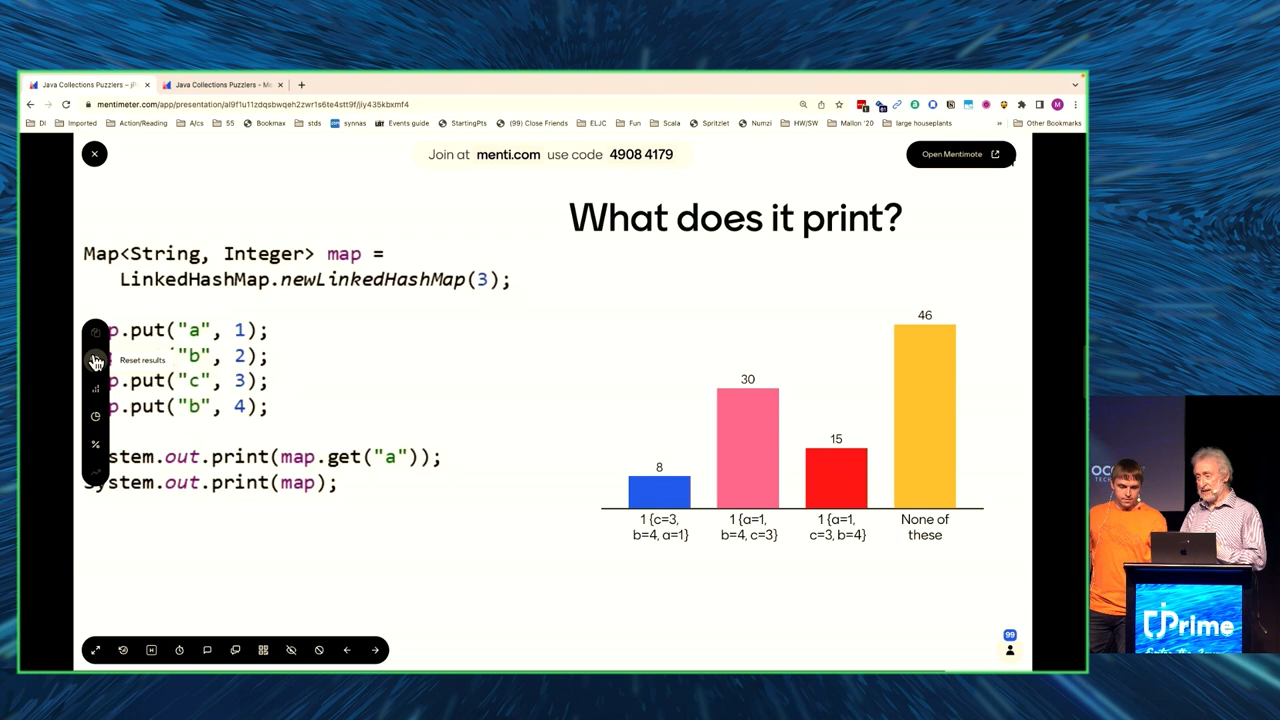 Java Collections Puzzlers – jP
Java Collections Puzzlers - Me
mentimeter.com/app/presentation/al9f1u11zdqsbwqeh2zwr1s6te4stt9f/jiy435kbxmf4
DI
Imported
Action/Reading
A/cs
55
Bookmax
stds
synnas
Events guide
StartingPts
(99) Close Friends
ELJC
Fun
Scala
Spritzlet
Numzi
HW/SW
Mallon '20
large houseplants
»
Other Bookmarks
Join at menti.com use code 4908 4179
Open Mentimote
What does it print?
Map<String, Integer> map =
LinkedHashMap.newLinkedHashMap(3);
p.put("a", 1);
"b", 2);
Reset results
p.put("c", 3);
p.put("b", 4);
stem.out.print(map.get("a"));
System.out.print(map);
8
30
15
46
1 {c=3,
b=4, a=1}
1 {a=1,
b=4, c=3}
1 {a=1,
c=3, b=4}
None of
these
99
Prime